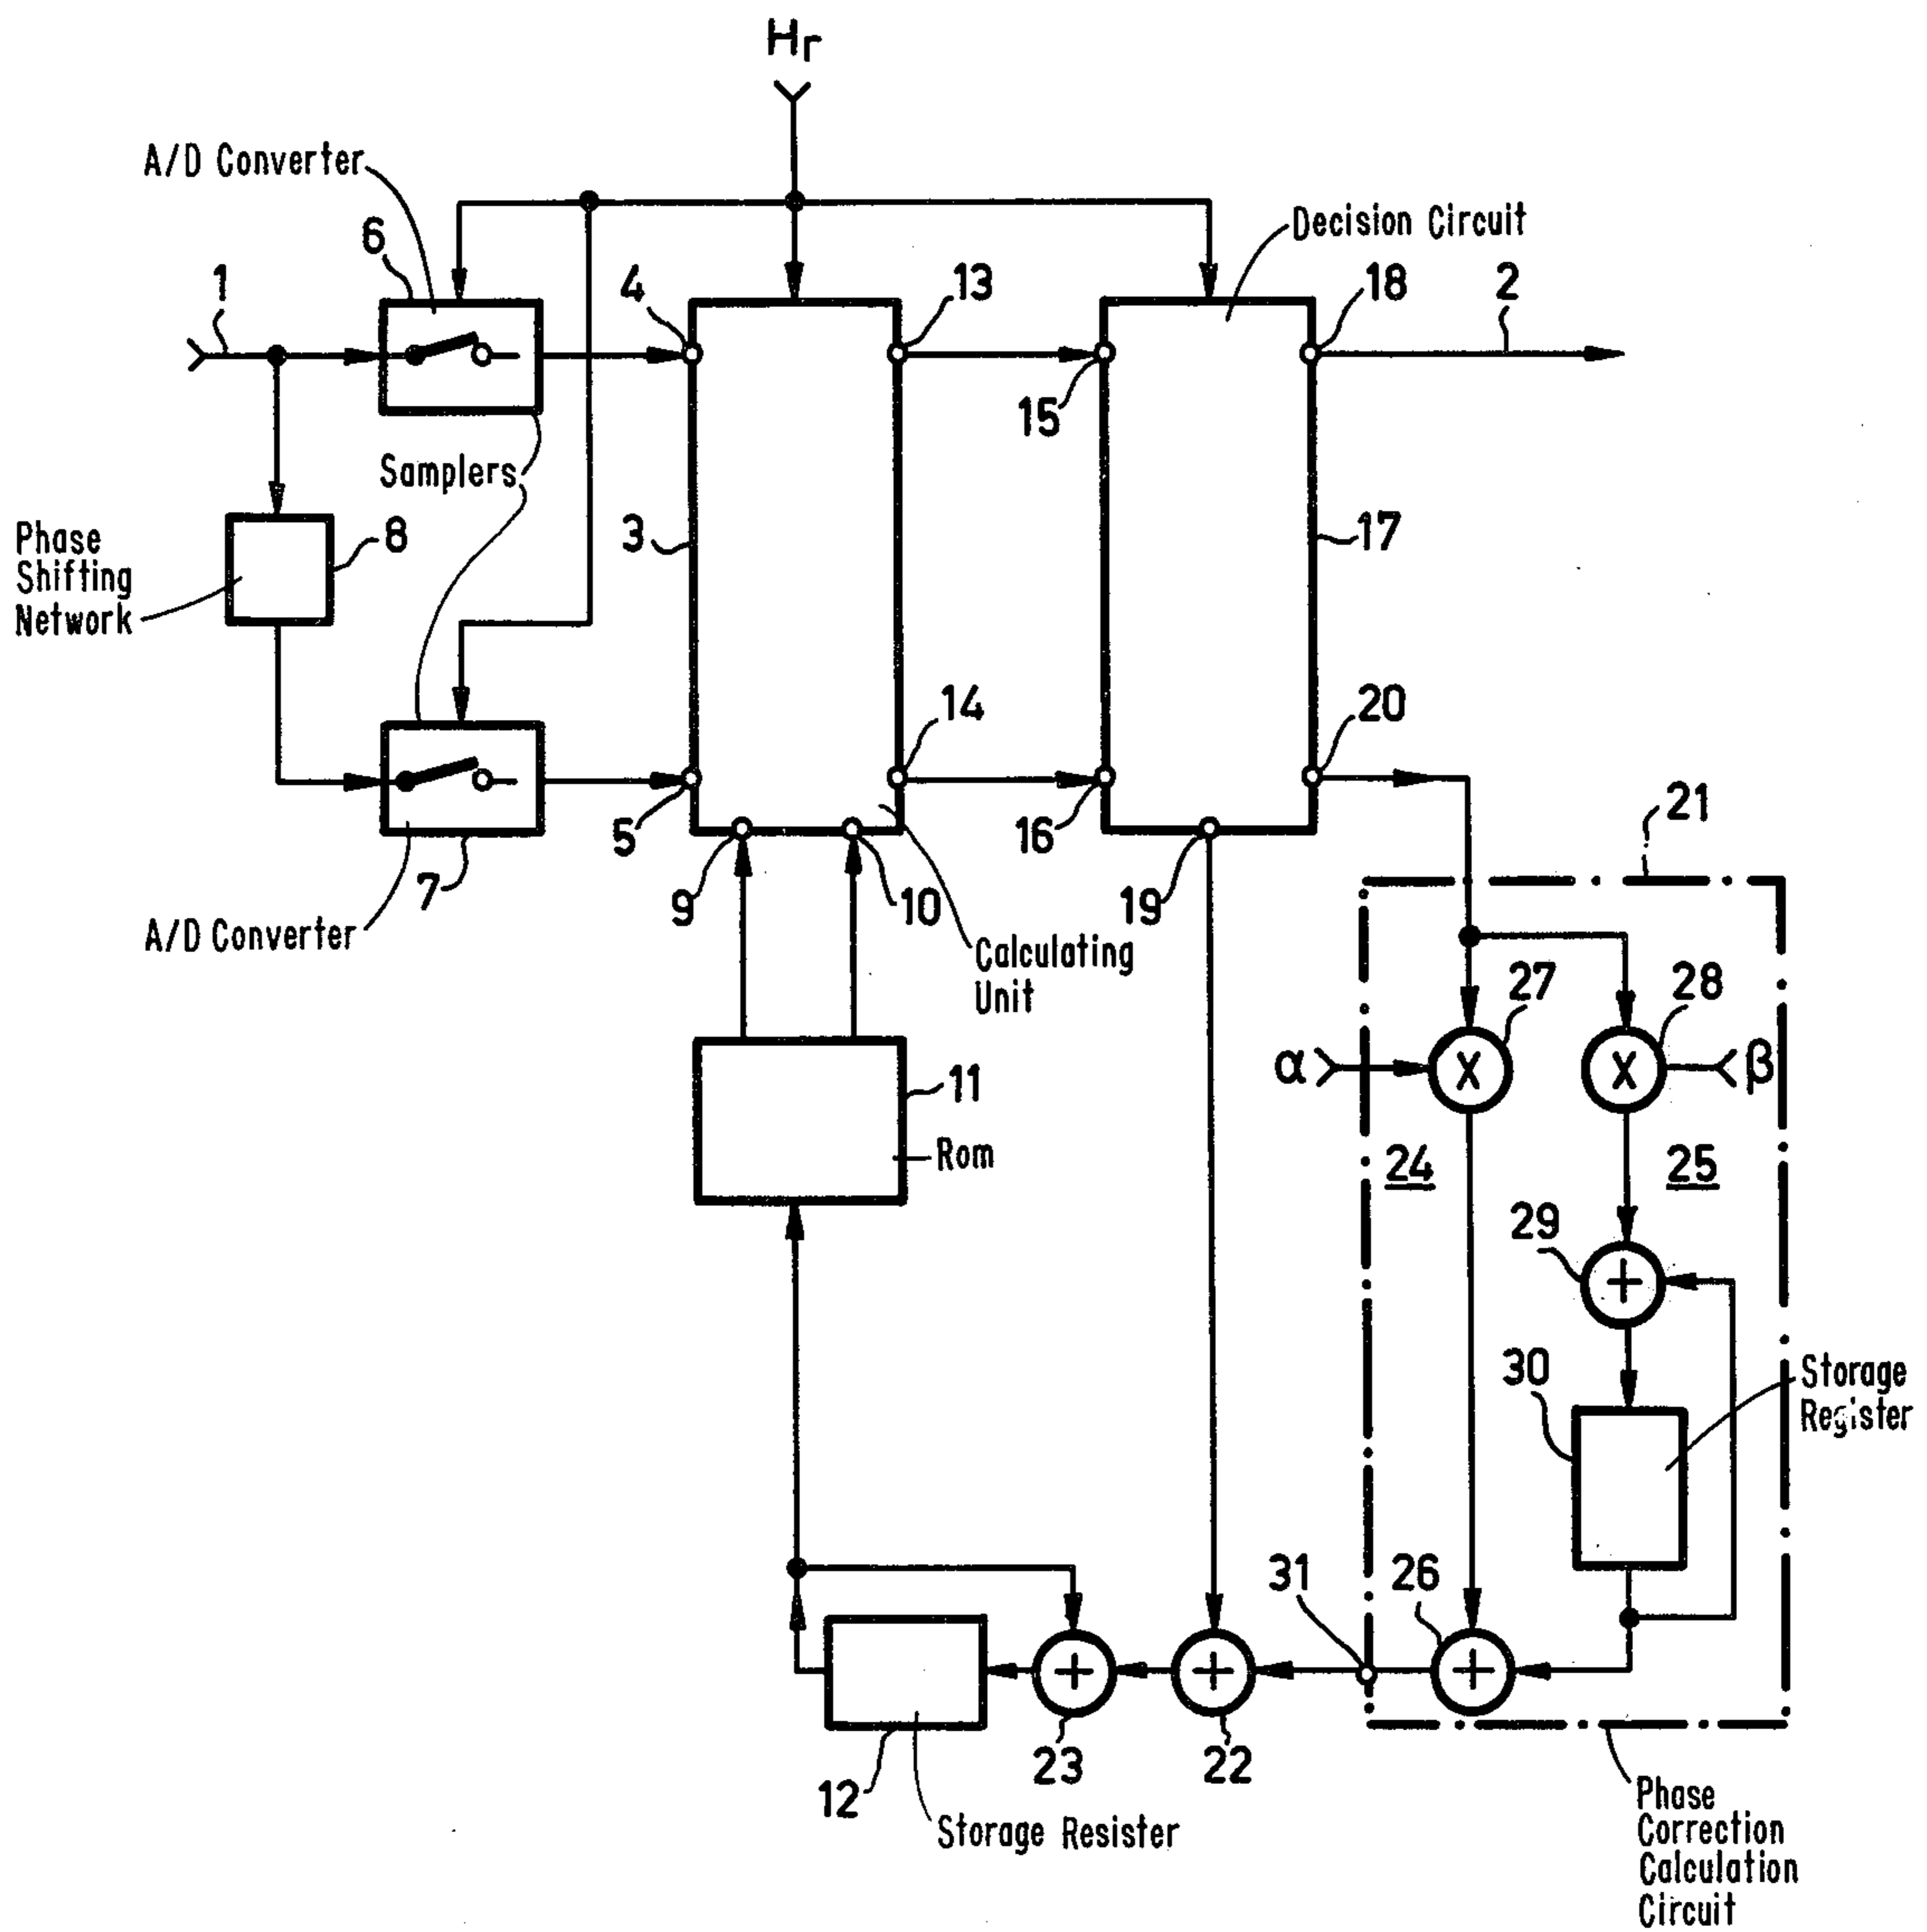 Hr
A/D Converter
6
Decision Circuit
1
4
13
18
2
15
Samplers
Phase
Shifting
Network
8
3
17
14
20
5
16
21
7
9
10
19
A/D Converter
Calculating
Unit
27
28
α
β
11
Rom
24
25
29
30
Storage
Register
31
26
23
22
12
Storage Resister
Phase
Correction
Calculation
Circuit